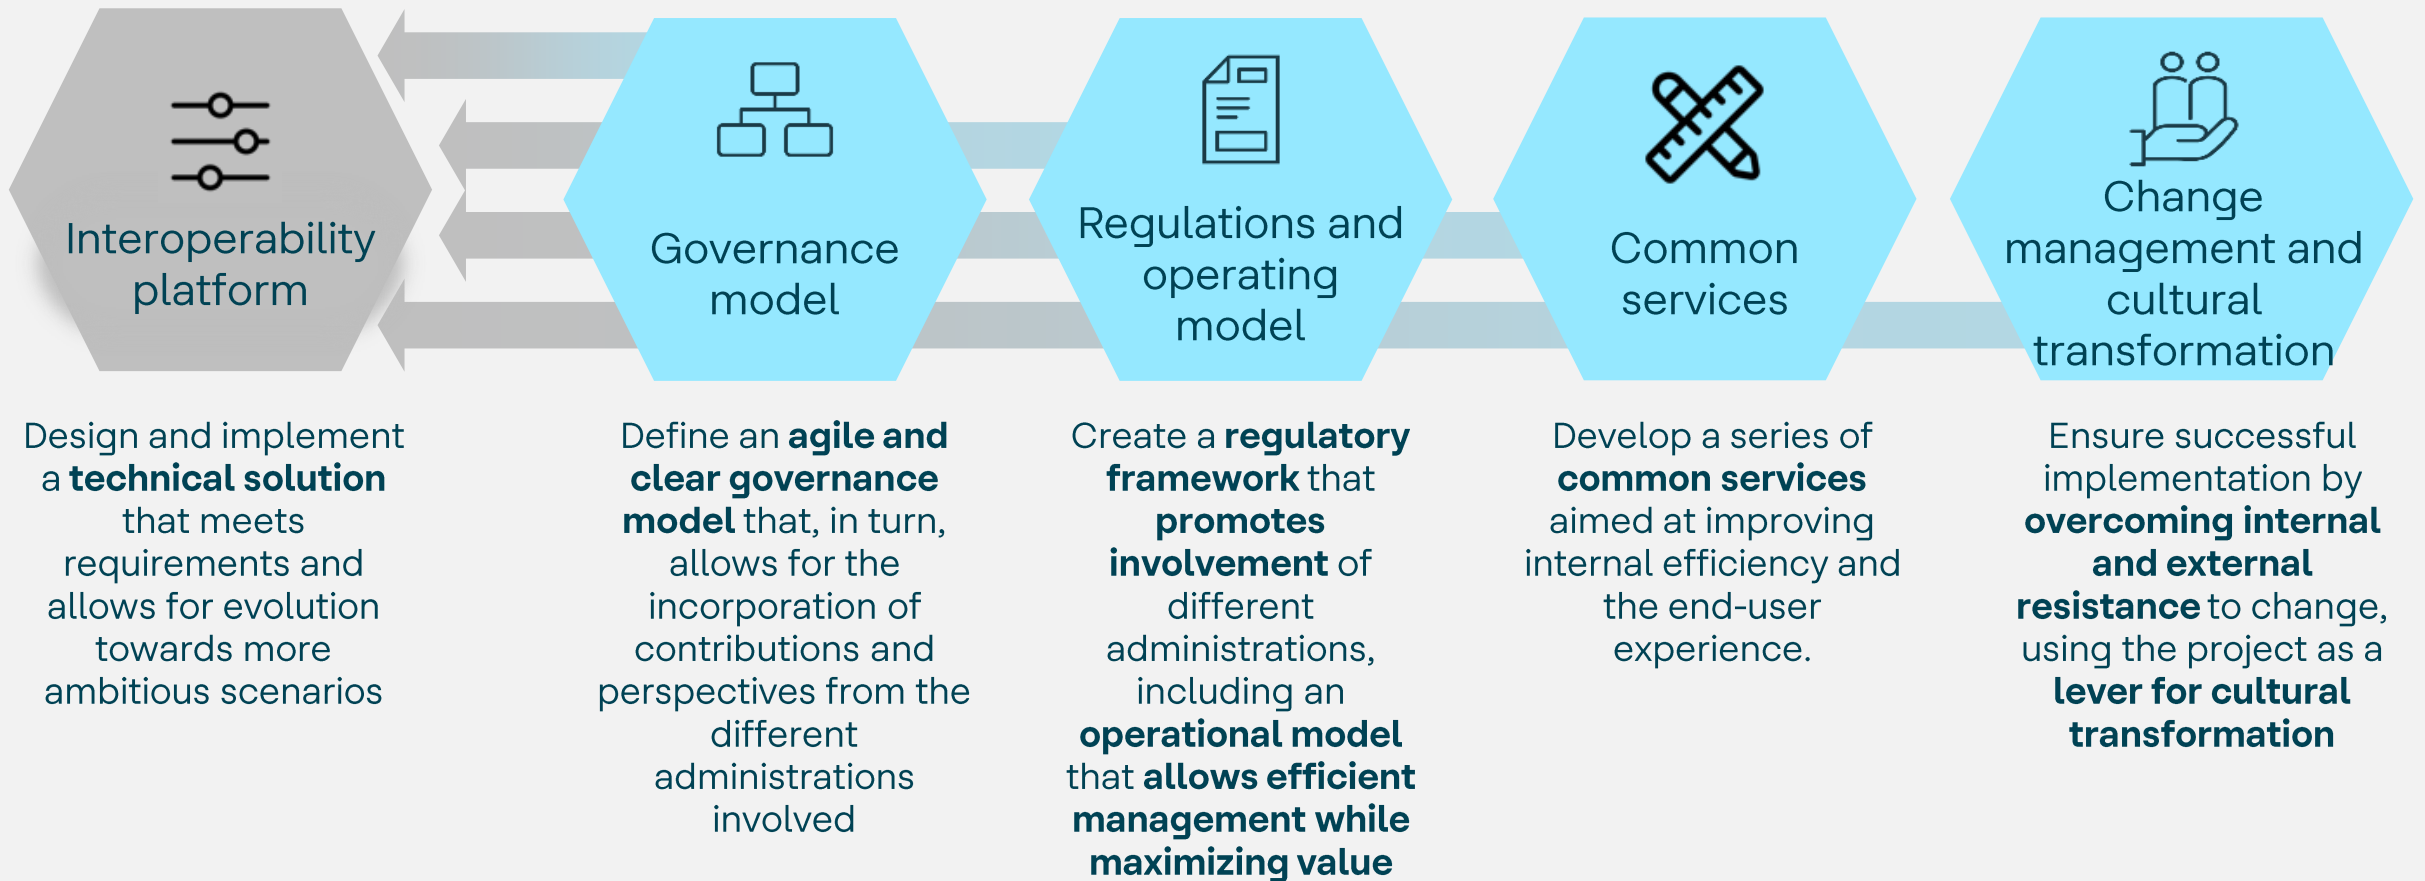 Interoperability
platform
Governance
model
Regulations and
operating
model
Common
services
Change
management and
cultural
transformation
Design and implement
a technical solution
that meets
requirements and
allows for evolution
towards more
ambitious scenarios
Define an agile and
clear governance
model that, in turn,
allows for the
incorporation of
contributions and
perspectives from the
different
administrations
involved
Create a regulatory
framework that
promotes
involvement of
different
administrations,
including an
operational model
that allows efficient
management while
maximizing value
Develop a series of
common services
aimed at improving
internal efficiency and
the end-user
experience.
Ensure successful
implementation by
overcoming internal
and external
resistance to change,
using the project as a
lever for cultural
transformation